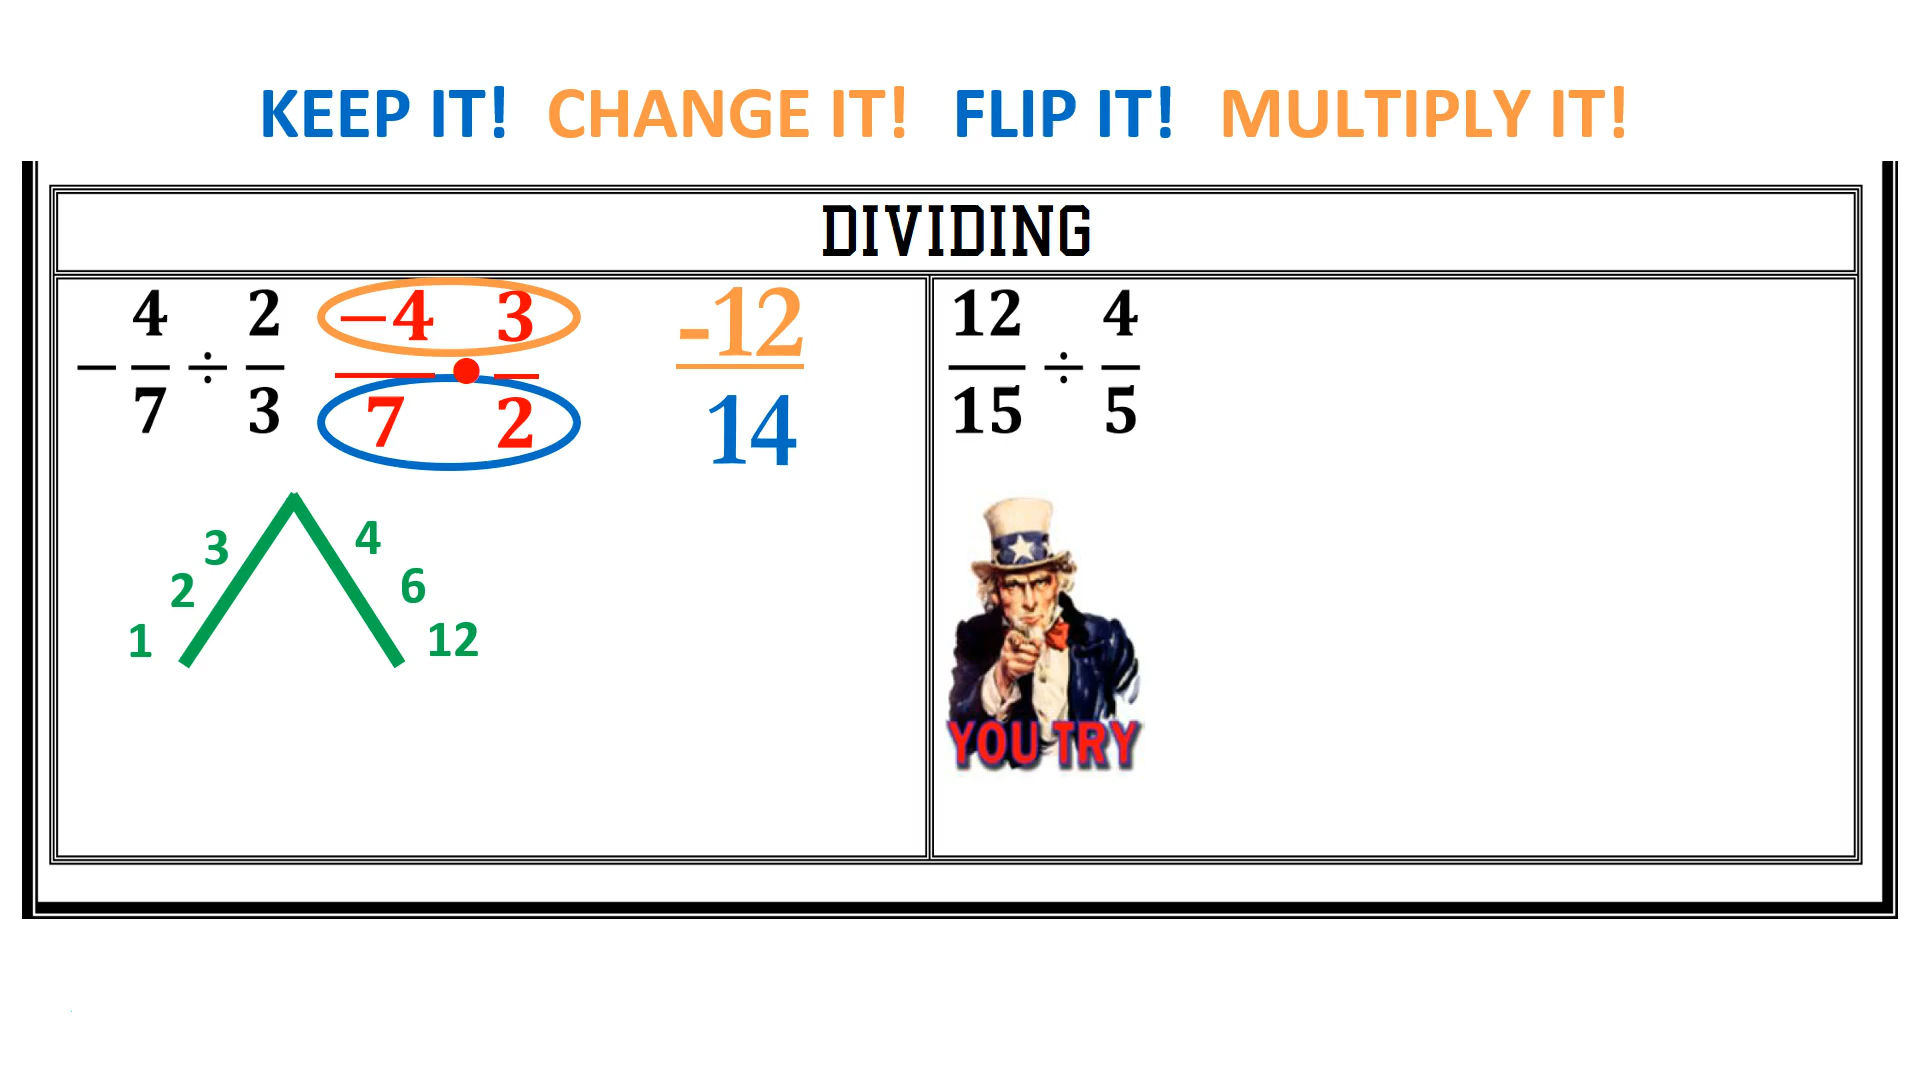 KEEP IT! CHANGE IT! FLIP IT! MULTIPLY IT!
DIVIDING
−4/7 ÷ 2/3
−4/7 • 3/2
-12/14
1 2 3
4 6 12
12/15 ÷ 4/5
YOU TRY